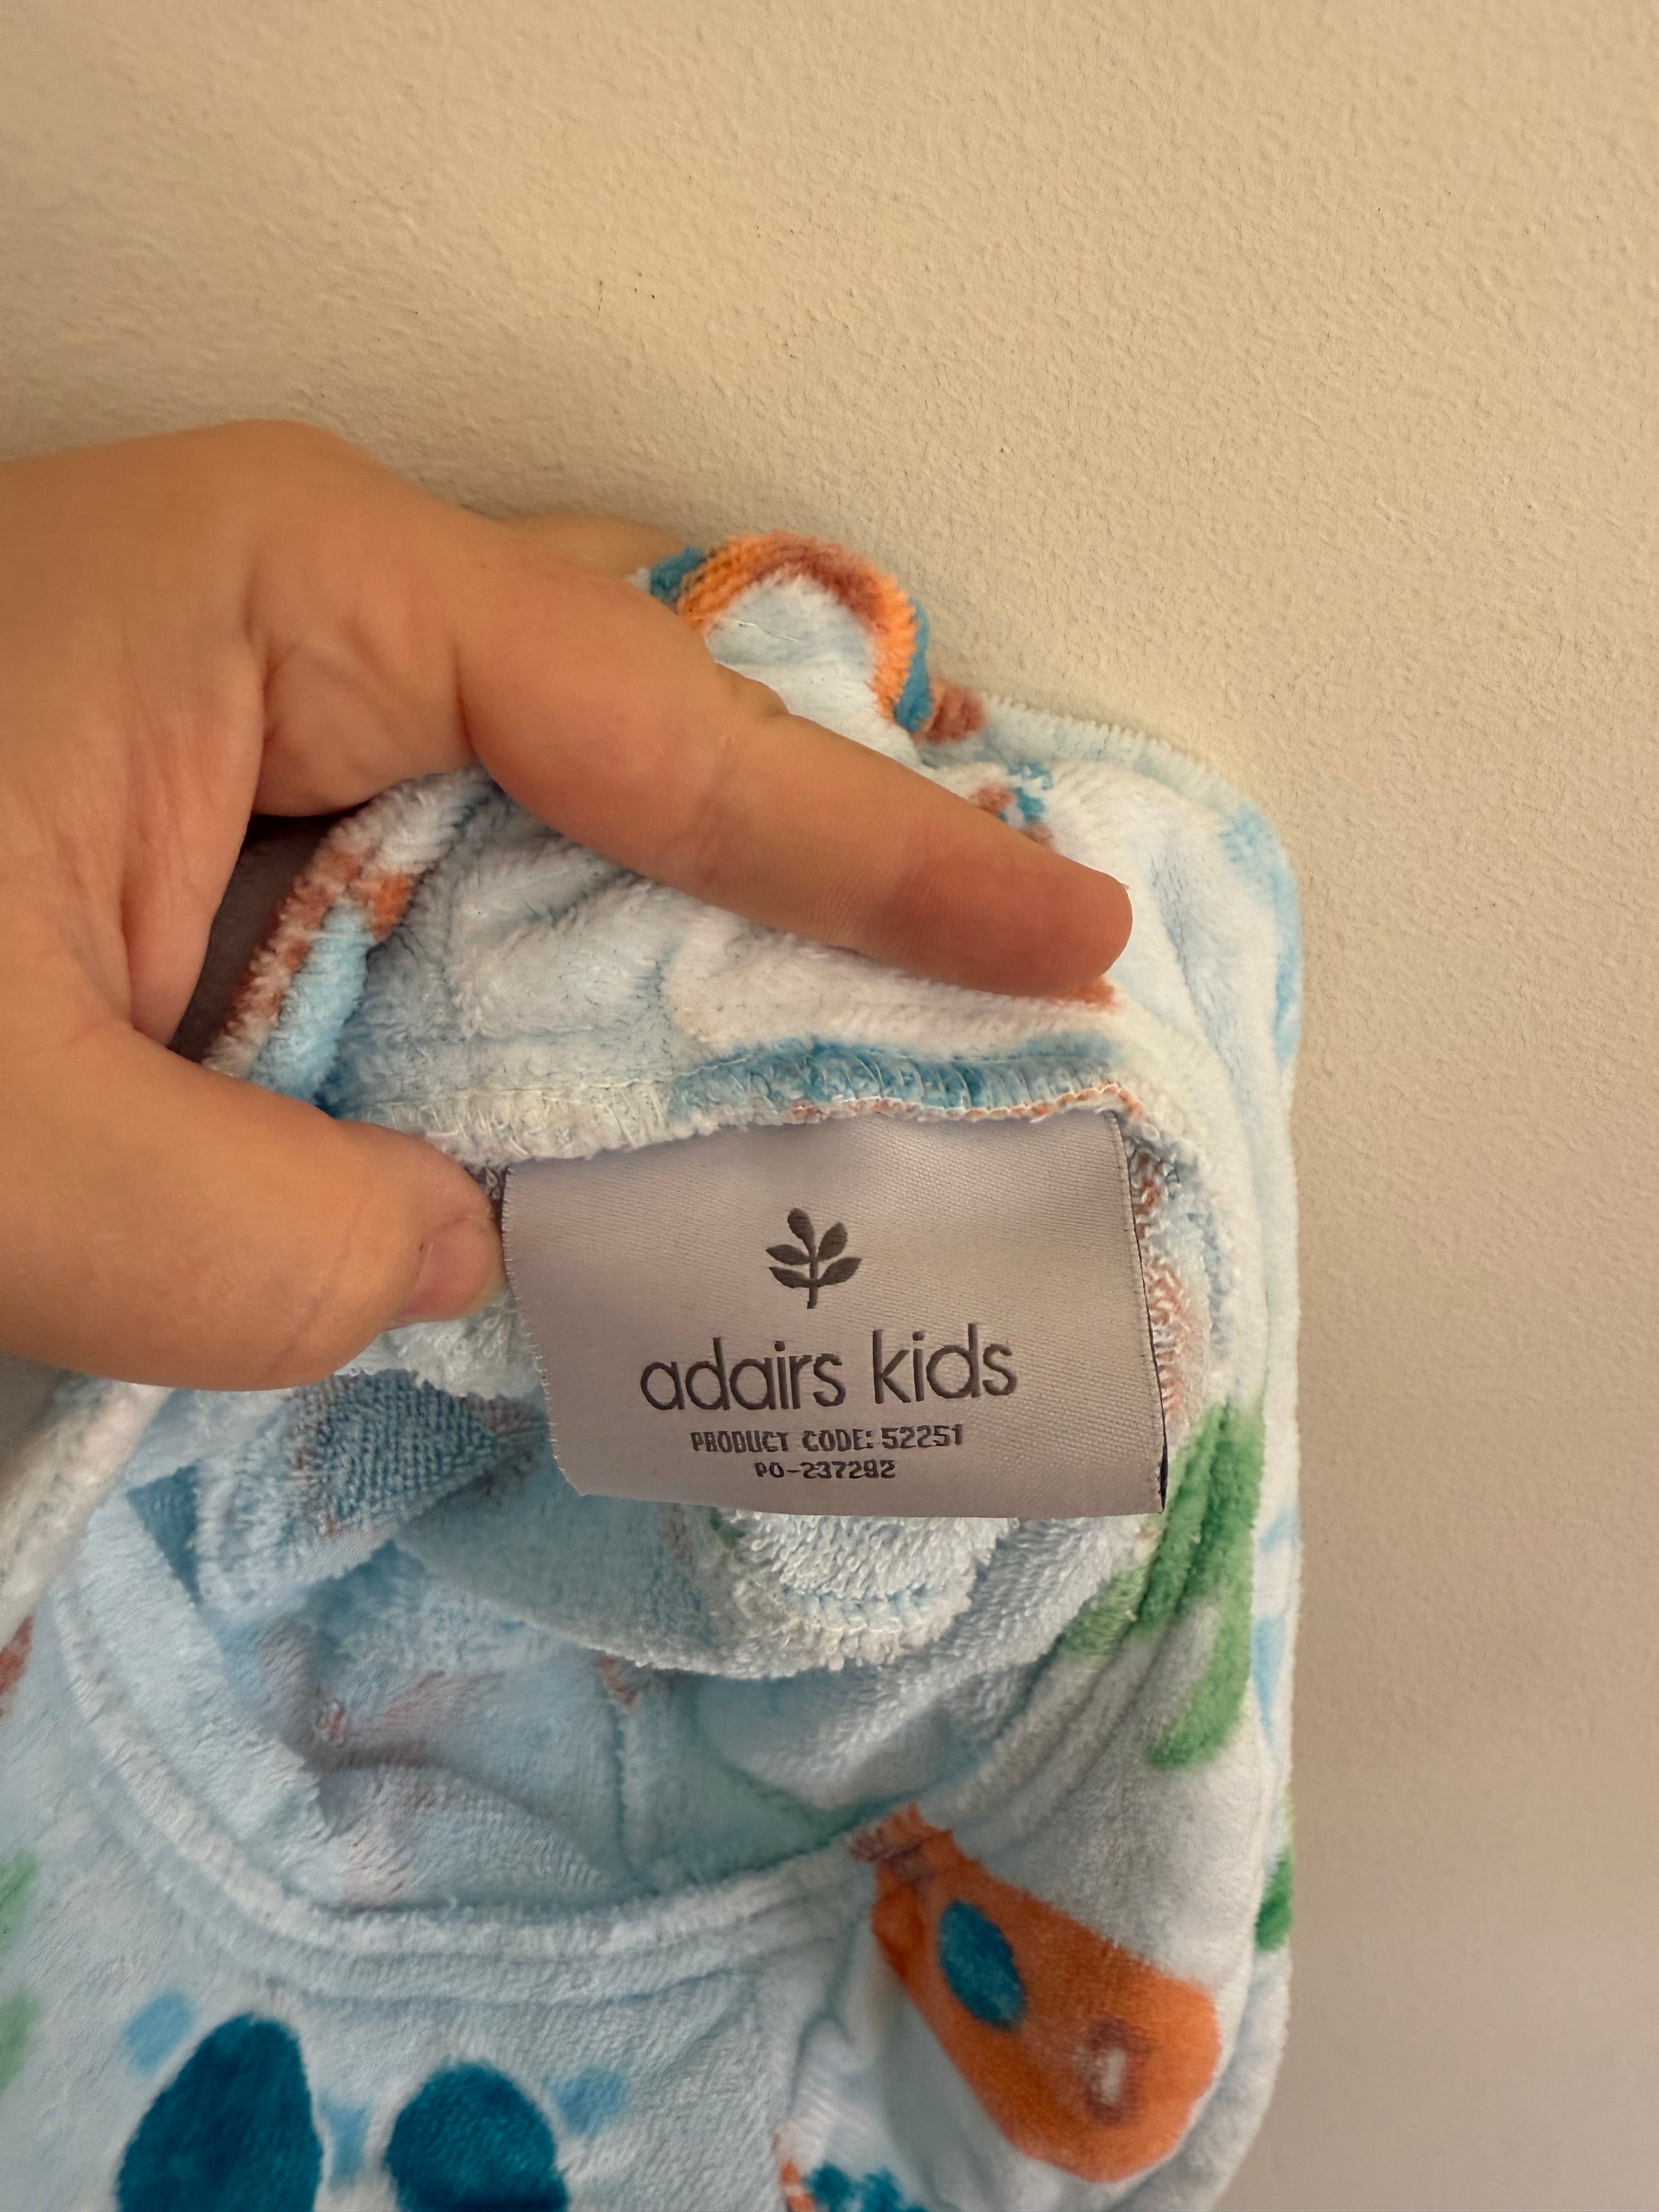 adairs kids
PRODUCT CODE: 52251
PO-237292